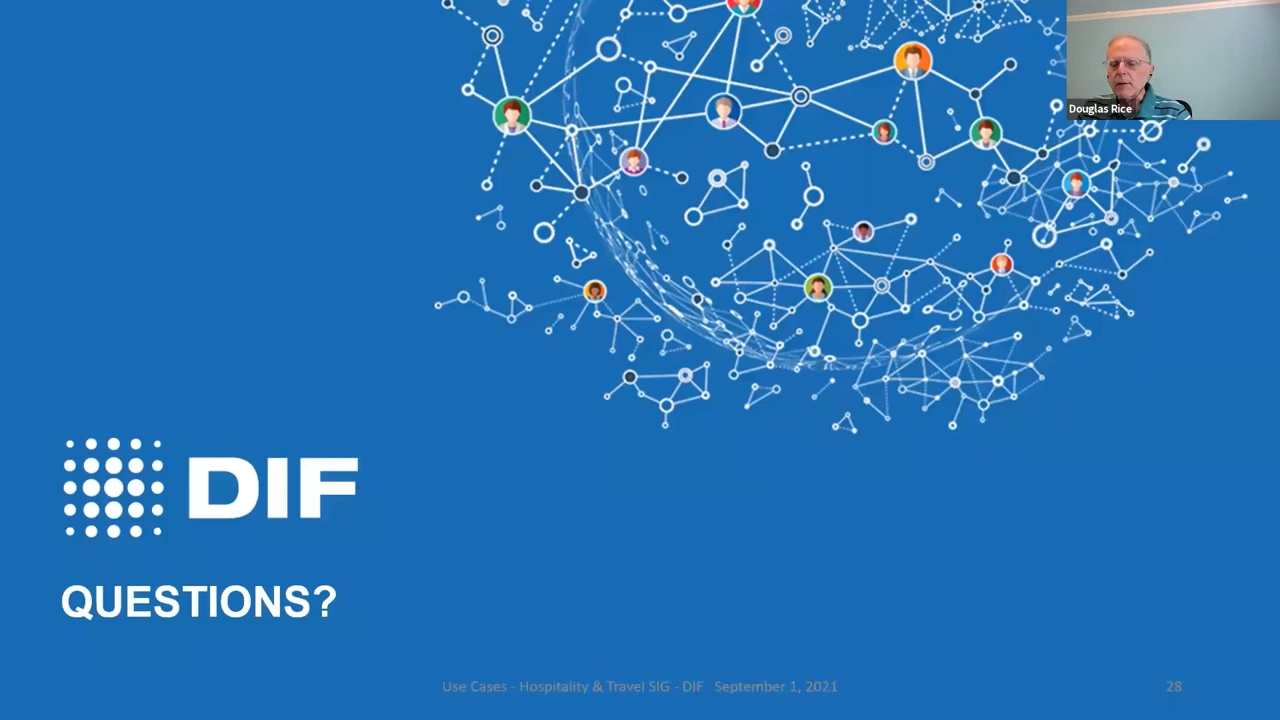 Douglas Rice
DIF
QUESTIONS?
Use Cases - Hospitality & Travel SIG - DIF September 1, 2021
28